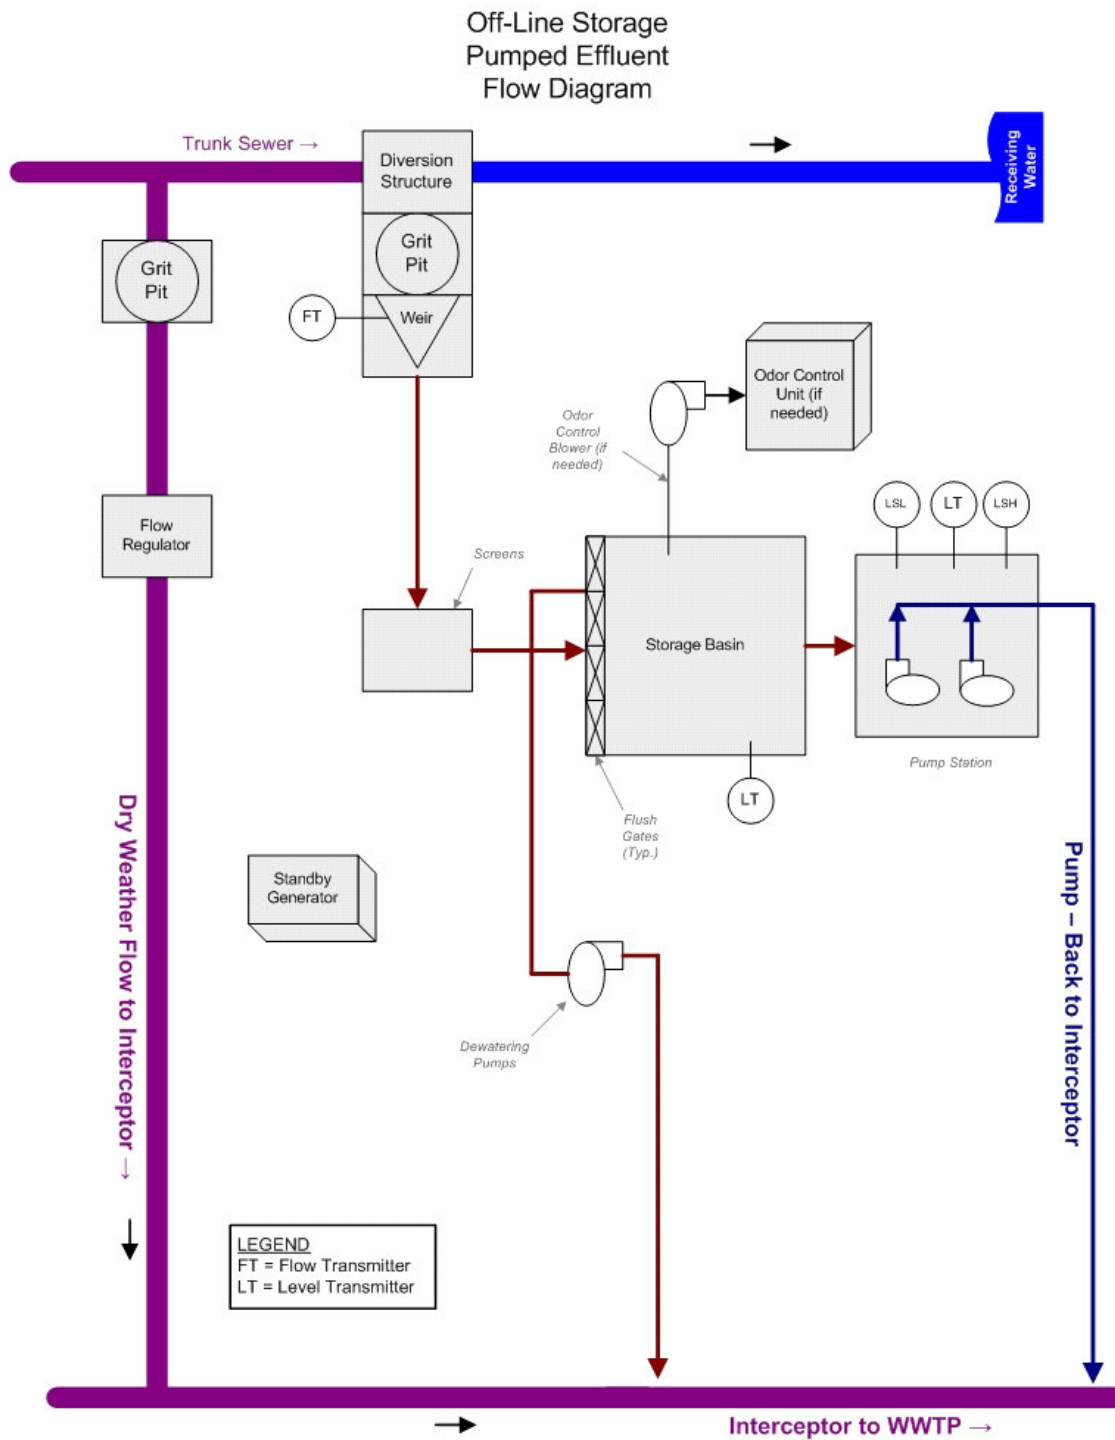 Off-Line Storage
Pumped Effluent
Flow Diagram
Trunk Sewer →
Diversion
Structure
Receiving
Water
Grit
Pit
Grit
Pit
FT
Weir
Odor Control
Unit (if
needed)
Odor
Control
Blower (if
needed)
LSL
LT
LSH
Flow
Regulator
Screens
Storage Basin
Pump Station
LT
Flush
Gates
(Typ.)
Standby
Generator
Dry Weather Flow to Interceptor →
Pump – Back to Interceptor
Dewatering
Pumps
LEGEND
FT = Flow Transmitter
LT = Level Transmitter
Interceptor to WWTP →